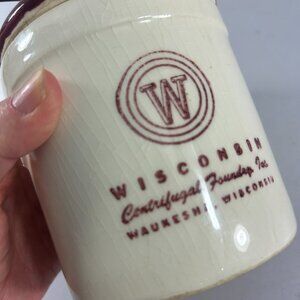 W
WISCONSIN
Centrifugal Foundry, Inc.
WAUKESHA, WISCONSIN